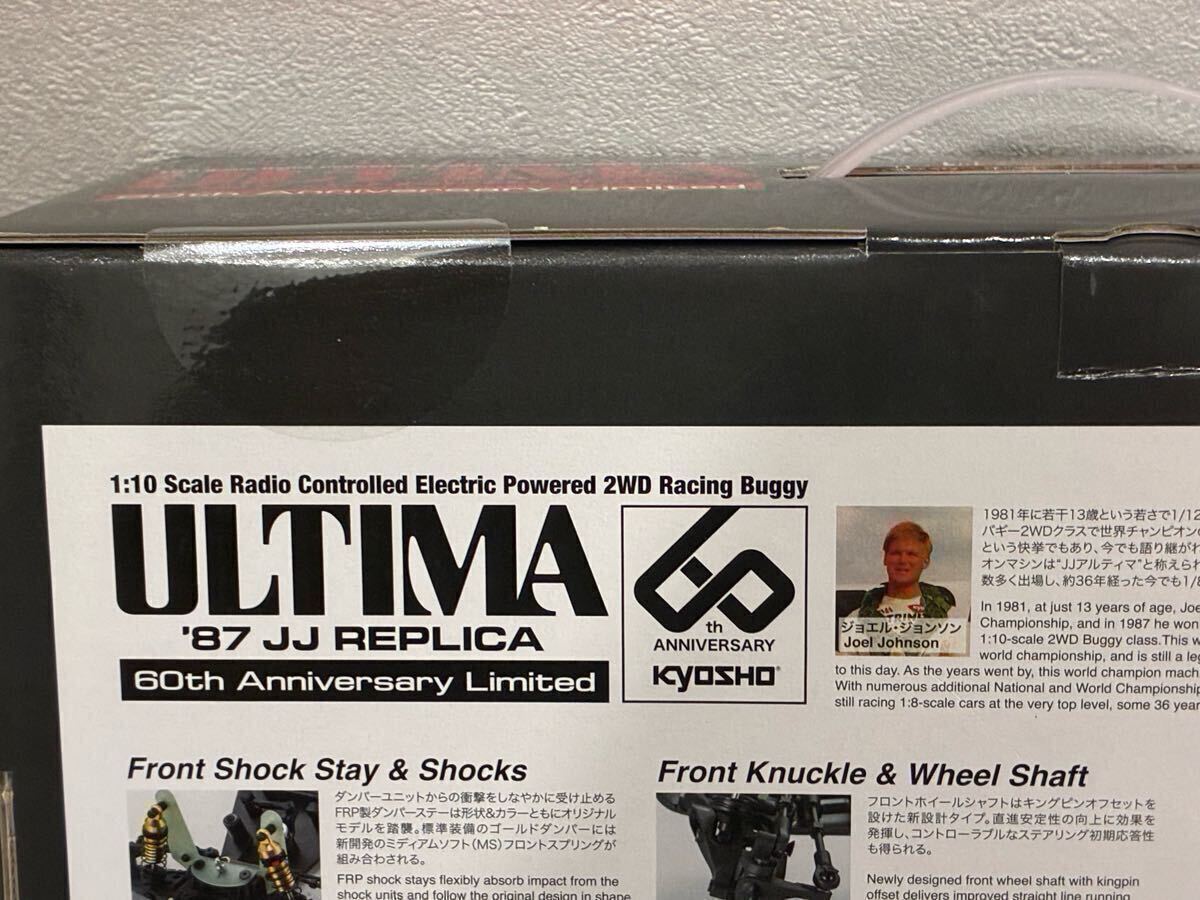 Anniversary Limited
1:10 Scale Radio Controlled Electric Powered 2WD Racing Buggy
ULTIMA
'87 JJ REPLICA
60th Anniversary Limited
60
th
ANNIVERSARY
KYOSHO
ジョエル・ジョンソン
Joel Johnson
1981年に若干13歳という若さで1/12
バギー2WDクラスで世界チャンピオンの
という快挙でもあり、今でも語り継がれ
オンマシンは"JJアルティマ"と称えられ
数多く出場し、約36年経った今でも1/8
In 1981, at just 13 years of age, Joe
Championship, and in 1987 he won
1:10-scale 2WD Buggy class.This w
world championship, and is still a leg
to this day. As the years went by, this world champion mach
With numerous additional National and World Championship
still racing 1:8-scale cars at the very top level, some 36 year
Front Shock Stay & Shocks
ダンパーユニットからの衝撃をしなやかに受け止める
FRP製ダンパーステーは形状&カラーともにオリジナル
モデルを踏襲。標準装備のゴールドダンパーには
新開発のミディアムソフト(MS)フロントスプリングが
組み合わされる。
FRP shock stays flexibly absorb impact from the
shock units and follow the original design in shape
Front Knuckle & Wheel Shaft
フロントホイールシャフトはキングピンオフセットを
設けた新設計タイプ。直進安定性の向上に効果を
発揮し、コントローラブルなステアリング初期応答性
も得られる。
Newly designed front wheel shaft with kingpin
offset delivers improved straight line running